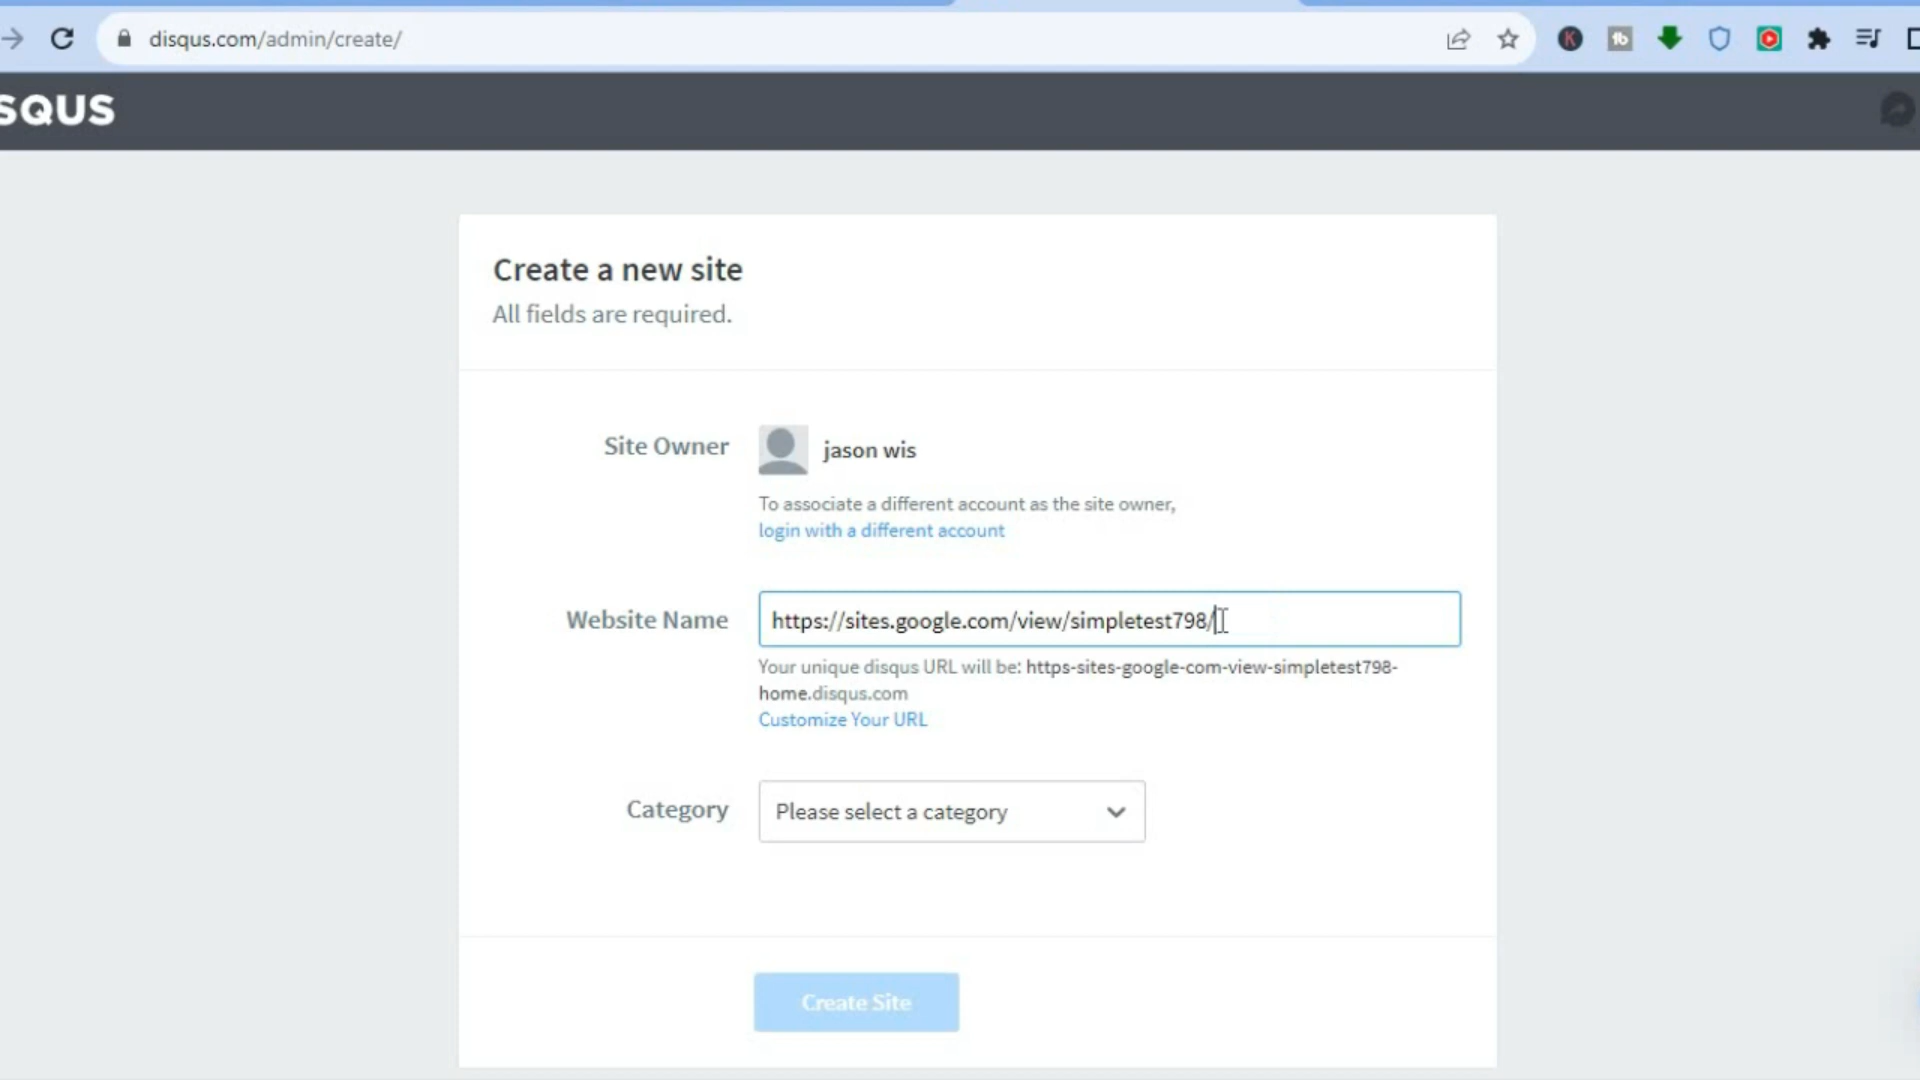 disqus.com/admin/create/
SQUS
Create a new site
All fields are required.
Site Owner
jason wis
To associate a different account as the site owner,
login with a different account
Website Name
https://sites.google.com/view/simpletest798/
Your unique disqus URL will be: https-sites-google-com-view-simpletest798-
home.disqus.com
Customize Your URL
Category
Please select a category
Create Site